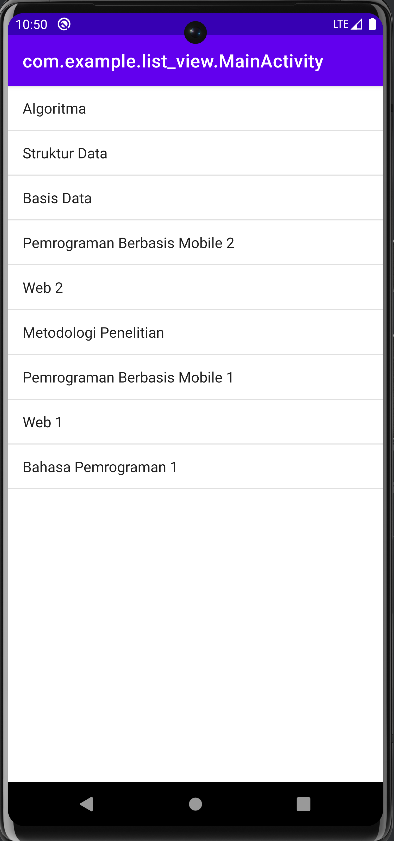 10:50 LTE
com.example.list_view.MainActivity
Algoritma
Struktur Data
Basis Data
Pemrograman Berbasis Mobile 2
Web 2
Metodologi Penelitian
Pemrograman Berbasis Mobile 1
Web 1
Bahasa Pemrograman 1